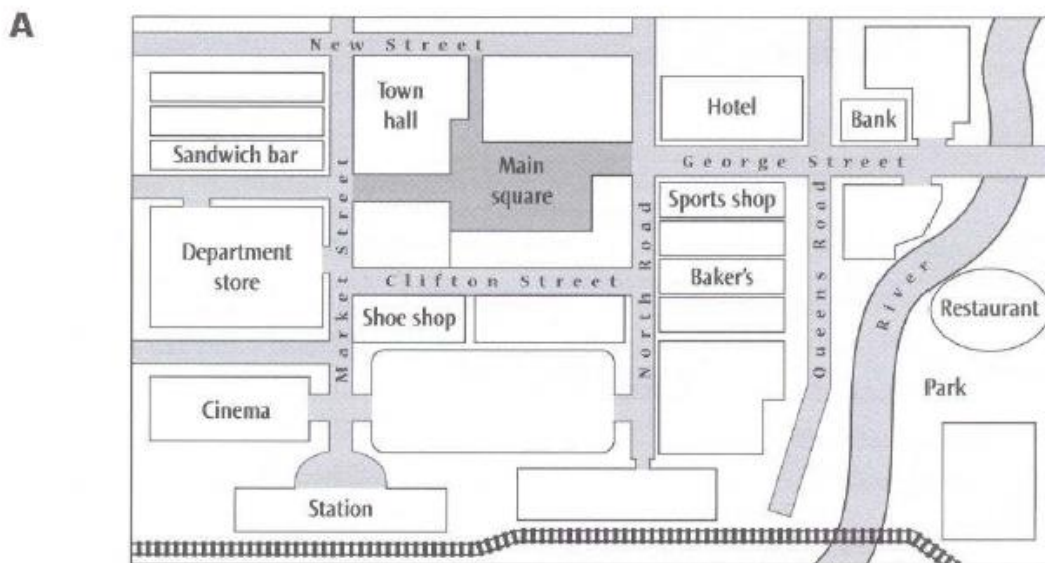 A
New Street
Town
hall
Hotel
Bank
Sandwich bar
Main
square
George Street
Market Street
Sports shop
Department
store
North Road
Queens Road
Baker's
Clifton Street
River
Restaurant
Shoe shop
Park
Cinema
Station